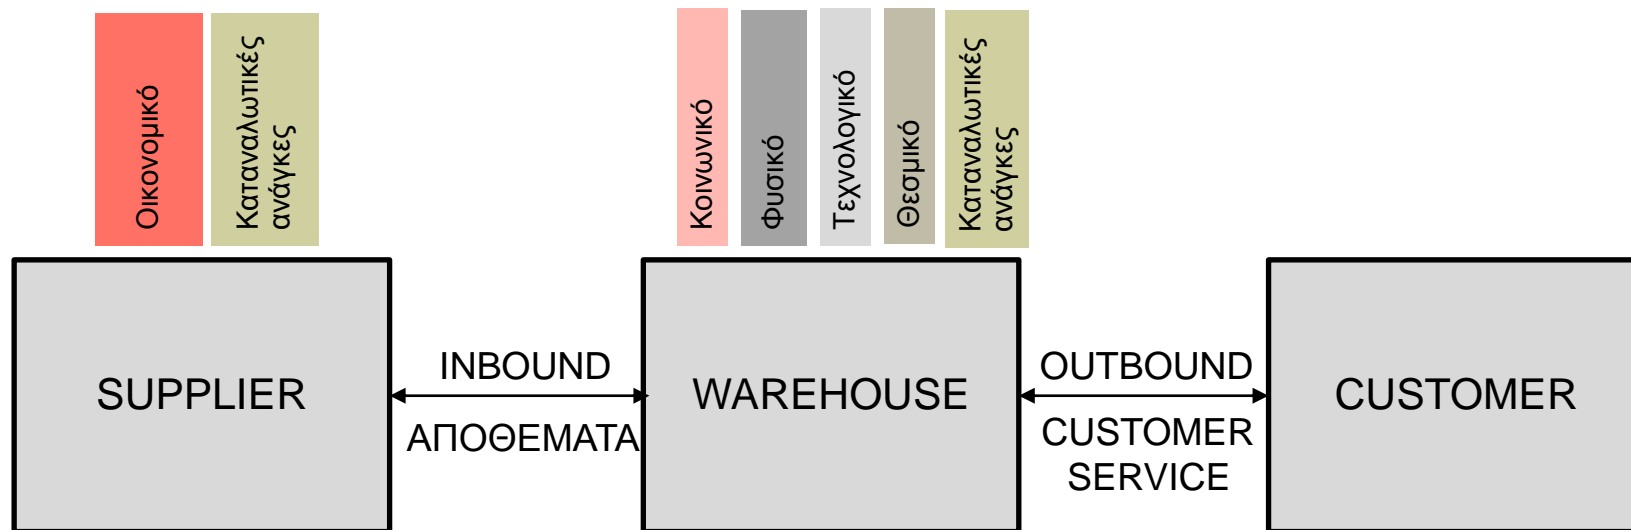 Οικονομικό
Καταναλωτικές
ανάγκες
Κοινωνικό
Φυσικό
Τεχνολογικό
Θεσμικό
Καταναλωτικές
ανάγκες
SUPPLIER
INBOUND
ΑΠΟΘΕΜΑΤΑ
WAREHOUSE
OUTBOUND
CUSTOMER
SERVICE
CUSTOMER